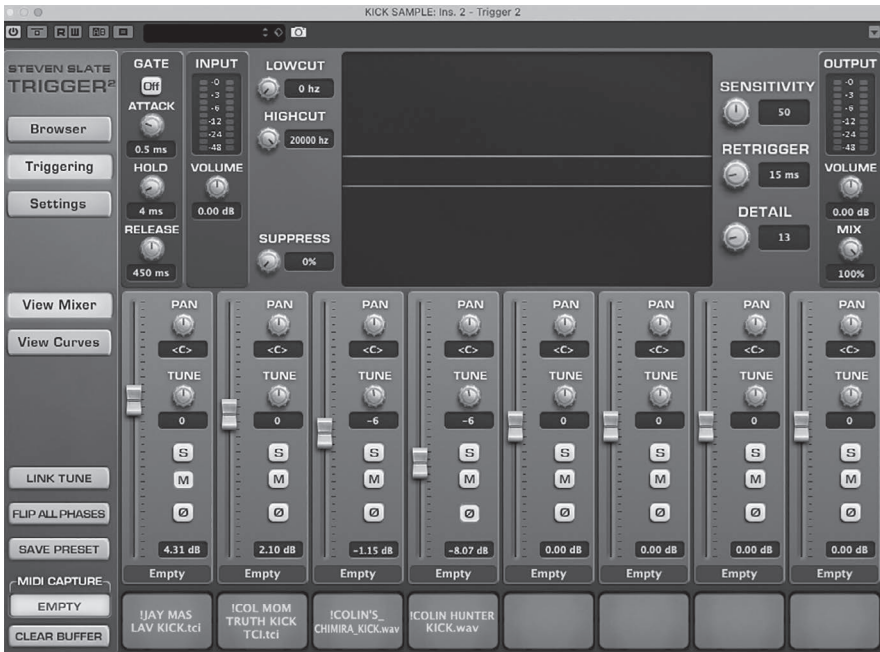 KICK SAMPLE: Ins. 2 - Trigger 2
R W
STEVEN SLATE
TRIGGER²
Browser
Triggering
Settings
View Mixer
View Curves
LINK TUNE
FLIP ALL PHASES
SAVE PRESET
MIDI CAPTURE
EMPTY
CLEAR BUFFER
GATE
Off
ATTACK
0.5 ms
HOLD
4 ms
RELEASE
450 ms
INPUT
-0
-3
-6
-12
-24
-48
VOLUME
0.00 dB
LOWCUT
0 hz
HIGHCUT
20000 hz
SUPPRESS
0%
SENSITIVITY
50
RETRIGGER
15 ms
DETAIL
13
OUTPUT
-0
-3
-6
-12
-24
-48
VOLUME
0.00 dB
MIX
100%
PAN PAN PAN PAN PAN PAN PAN PAN
<C> <C> <C> <C> <C> <C> <C> <C>
TUNE TUNE TUNE TUNE TUNE TUNE TUNE TUNE
0 0 -6 -6 0 0 0 0
S S S S S S S S
M M M M M M M M
Ø Ø Ø Ø Ø Ø Ø Ø
4.31 dB 2.10 dB -1.15 dB -8.07 dB 0.00 dB 0.00 dB 0.00 dB 0.00 dB
Empty Empty Empty Empty Empty Empty Empty Empty
!JAY MAS
LAV KICK.tci
!COL MOM
TRUTH KICK
TCI.tci
!COLIN'S_
CHIMIRA_KICK.wav
!COLIN HUNTER
KICK.wav